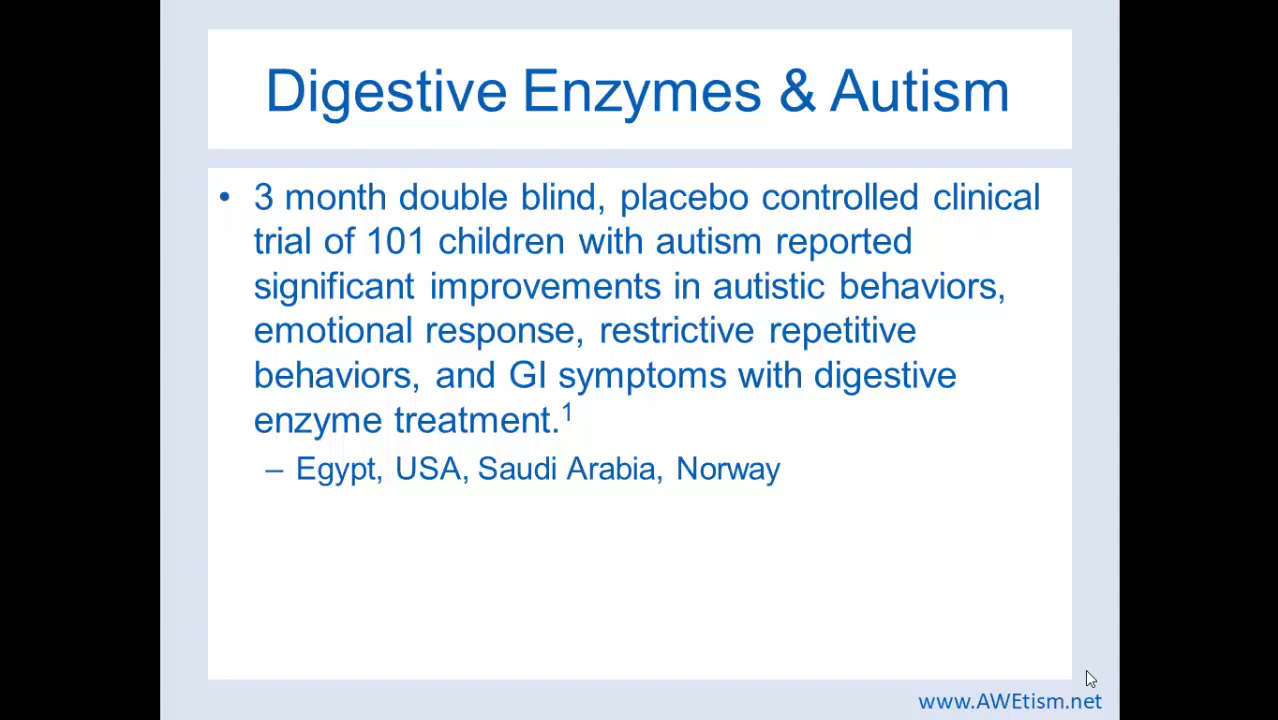 Digestive Enzymes & Autism
• 3 month double blind, placebo controlled clinical
trial of 101 children with autism reported
significant improvements in autistic behaviors,
emotional response, restrictive repetitive
behaviors, and GI symptoms with digestive
enzyme treatment.¹
– Egypt, USA, Saudi Arabia, Norway
www.AWEtism.net